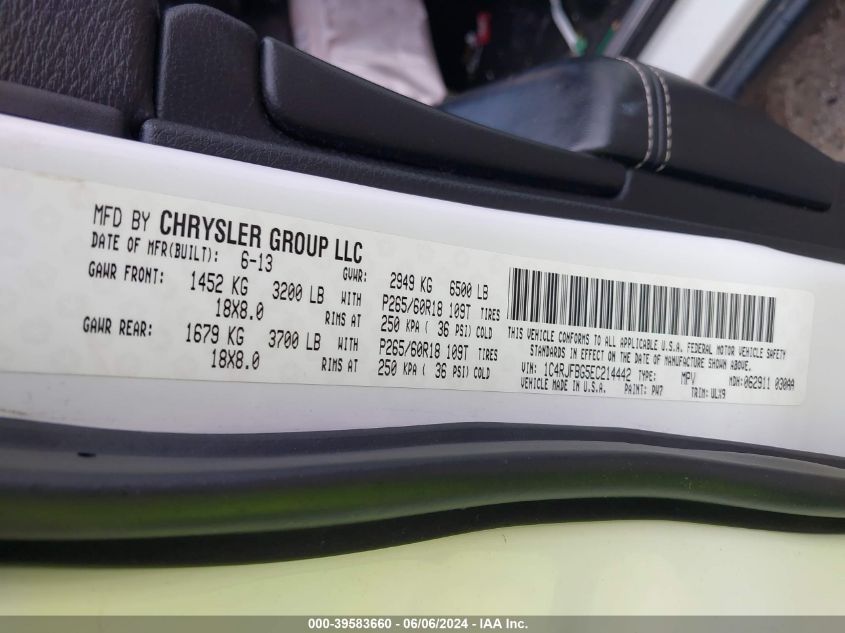 MFD BY CHRYSLER GROUP LLC
DATE OF MFR(BUILT): 6-13 GVWR: 2949 KG 6500 LB
GAWR FRONT: 1452 KG 3200 LB WITH P265/60R18 109T TIRES
18X8.0 RIMS AT 250 KPA ( 36 PSI) COLD
GAWR REAR: 1679 KG 3700 LB WITH P265/60R18 109T TIRES
18X8.0 RIMS AT 250 KPA ( 36 PSI) COLD
THIS VEHICLE CONFORMS TO ALL APPLICABLE U.S.A. FEDERAL MOTOR VEHICLE SAFETY
STANDARDS IN EFFECT ON THE DATE OF MANUFACTURE SHOWN ABOVE.
VIN: 1C4RJFBG5EC214442 TYPE: MPV MDH: 062911 030AA
VEHICLE MADE IN U.S.A. PAINT: PW7 TRIM: ULX9
000-39583660 - 06/06/2024 - IAA Inc.